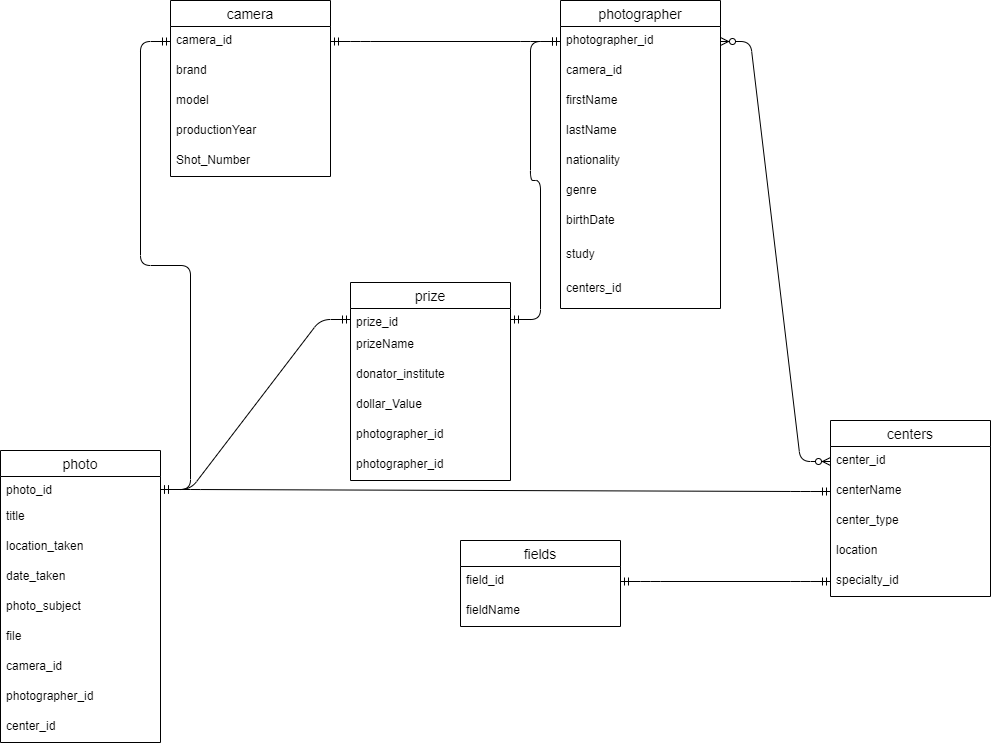 camera
camera_id
brand
model
productionYear
Shot_Number
photographer
photographer_id
camera_id
firstName
lastName
nationality
genre
birthDate
study
centers_id
prize
prize_id
prizeName
donator_institute
dollar_Value
photographer_id
photographer_id
centers
center_id
centerName
center_type
location
specialty_id
photo
photo_id
title
location_taken
date_taken
photo_subject
file
camera_id
photographer_id
center_id
fields
field_id
fieldName